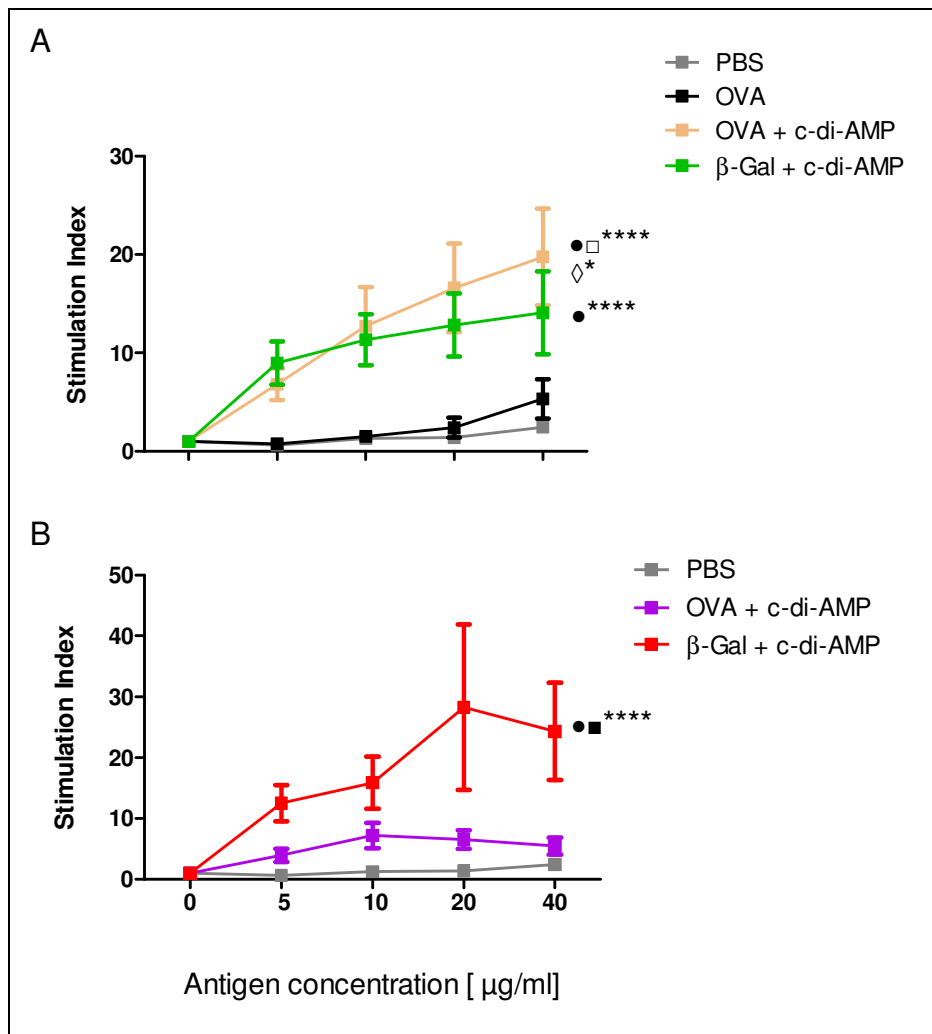 A
PBS
OVA
OVA + c-di-AMP
β-Gal + c-di-AMP
30
20
10
0
Stimulation Index
●□****
◊*
●****
B
PBS
OVA + c-di-AMP
β-Gal + c-di-AMP
50
40
30
20
10
0
Stimulation Index
●■****
0 5 10 20 40
Antigen concentration [ µg/ml]